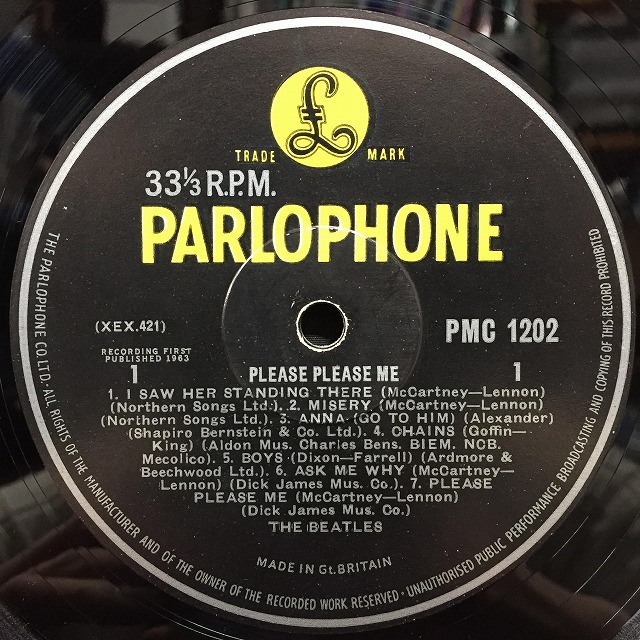 £
TRADE MARK
33⅓ R.P.M.
PARLOPHONE
(XEX.421)
PMC 1202
RECORDING FIRST
PUBLISHED 1963
1 PLEASE PLEASE ME 1
1. I SAW HER STANDING THERE (McCartney—Lennon)
(Northern Songs Ltd.). 2. MISERY (McCartney—Lennon)
(Northern Songs Ltd.). 3. ANNA (GO TO HIM) (Alexander)
(Shapiro Bernstein & Co. Ltd.) 4. CHAINS (Goffin—
King) (Aldon Mus. Charles Bens. BIEM. NCB.
Mecolico). 5. BOYS (Dixon—Farrell) (Ardmore &
Beechwood Ltd.) 6. ASK ME WHY (McCartney—
Lennon) (Dick James Mus. Co.) 7. PLEASE
PLEASE ME (McCartney—Lennon)
(Dick James Mus. Co.)
THE BEATLES
MADE IN Gt.BRITAIN
THE PARLOPHONE CO.LTD· ALL RIGHTS OF THE MANUFACTURER AND OF THE OWNER OF THE RECORDED WORK RESERVED· UNAUTHORISED PUBLIC PERFORMANCE BROADCASTING AND COPYING OF THIS RECORD PROHIBITED